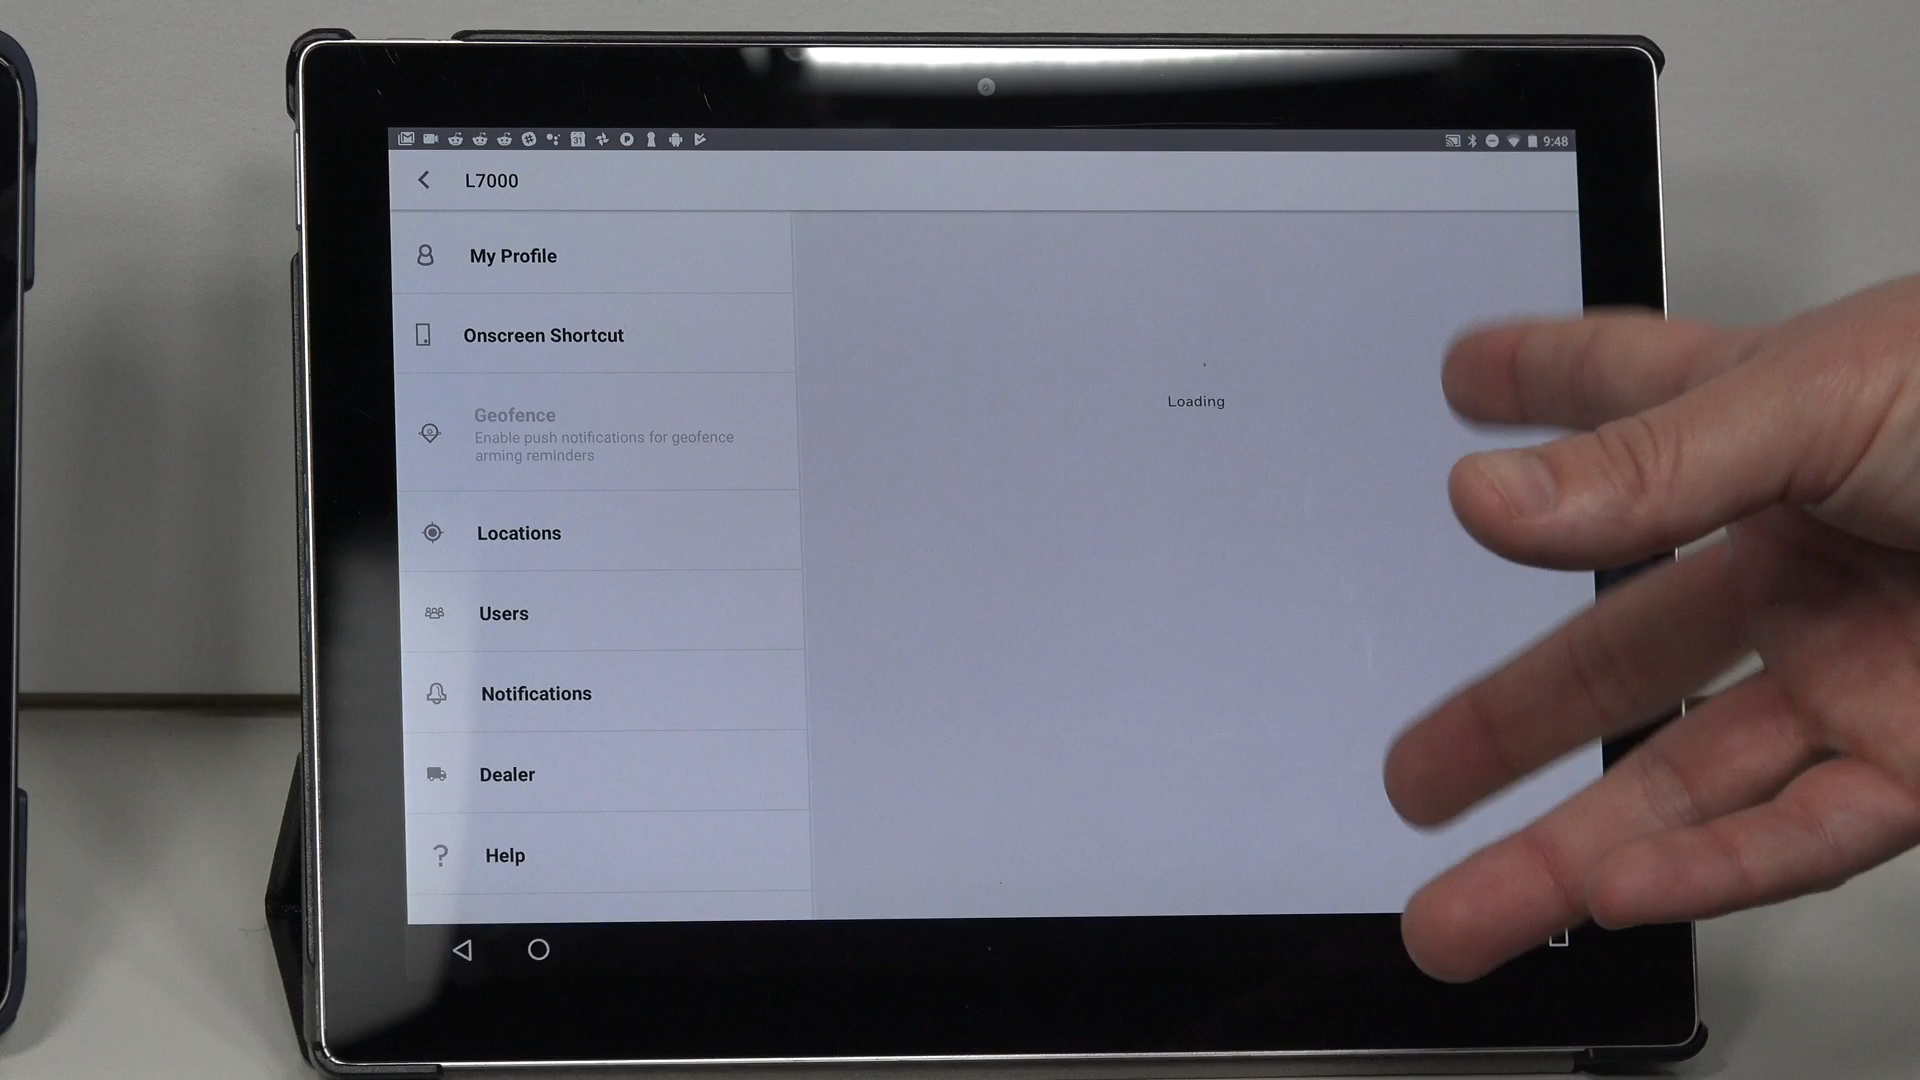 31
9:48
L7000
My Profile
Onscreen Shortcut
Geofence
Enable push notifications for geofence
arming reminders
Loading
Locations
Users
Notifications
Dealer
? Help